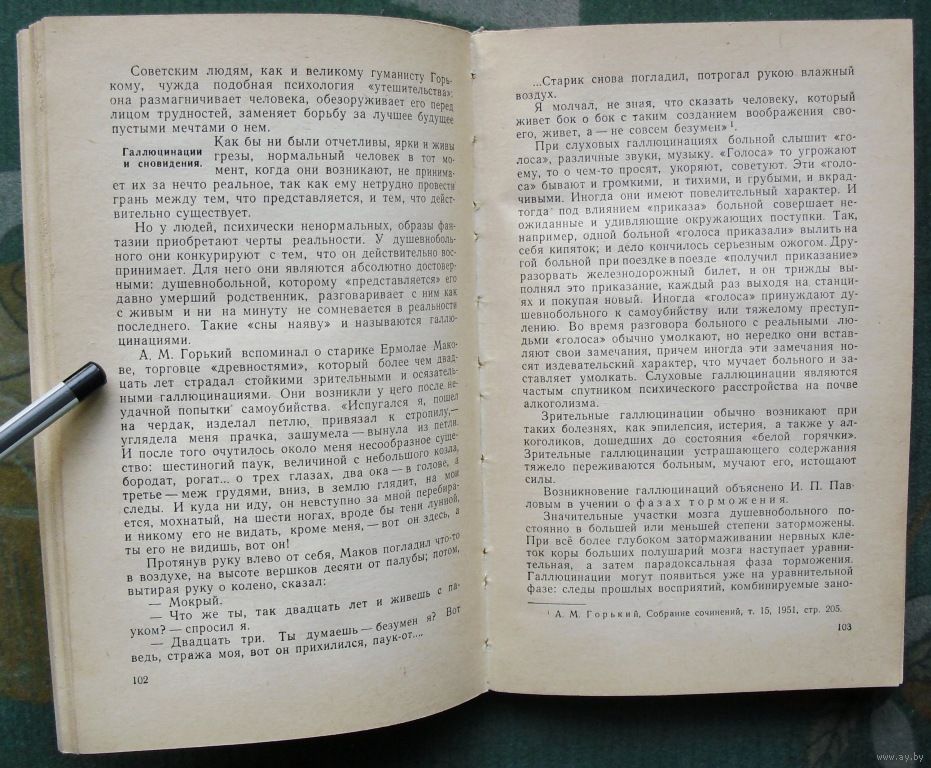 Советским людям, как и великому гуманисту Горь-
кому, чужда подобная психология «утешительства»:
она размагничивает человека, обезоруживает его перед
лицом трудностей, заменяет борьбу за лучшее будущее
пустыми мечтами о нем.
Галлюцинации
и сновидения.
Как бы ни были отчетливы, ярки и живы
грезы, нормальный человек в тот мо-
мент, когда они возникают, не принима-
ет их за нечто реальное, так как ему нетрудно провести
грань между тем, что представляется, и тем, что дейст-
вительно существует.
Но у людей, психически ненормальных, образы фан-
тазии приобретают черты реальности. У душевноболь-
ного они конкурируют с тем, что он действительно вос-
принимает. Для него они являются абсолютно достовер-
ными: душевнобольной, которому «представляется» его
давно умерший родственник, разговаривает с ним как
с живым и ни на минуту не сомневается в реальности
последнего. Такие «сны наяву» и называются галлю-
цинациями.
А. М. Горький вспоминал о старике Ермолае Мако-
ве, торговце «древностями», который более чем двад-
цать лет страдал стойкими зрительными и осязатель-
ными галлюцинациями. Они возникли у него после не-
удачной попытки самоубийства. «Испугался я, пошел
на чердак, изделал петлю, привязал к стропилу,—
углядела меня прачка, зашумела — вынула из петли.
И после того очутилось около меня несообразное суще-
ство: шестиногий паук, величиной с небольшого козла,
бородат, рогат... о трех глазах, два ока — в голове, а
третье — меж грудями, вниз, в землю глядит, на мои
следы. И куда ни иду, он невступно за мной перебира-
ется, мохнатый, на шести ногах, вроде бы тени лунной,
и никому его не видать, кроме меня, — вот он здесь, а
ты его не видишь, вот он!
Протянув руку влево от себя, Маков погладил что-то
в воздухе, на высоте вершков десяти от палубы; потом,
вытирая руку о колено, сказал:
— Мокрый.
— Что же ты, так двадцать лет и живешь с па-
уком? — спросил я.
— Двадцать три. Ты думаешь — безумен я? Вот
ведь, стража моя, вот он прихилился, паук-от....
102
...Старик снова погладил, потрогал рукою влажный
воздух.
Я молчал, не зная, что сказать человеку, который
живет бок о бок с таким созданием воображения сво-
его, живет, а — не совсем безумен» ¹.
При слуховых галлюцинациях больной слышит «го-
лоса», различные звуки, музыку. «Голоса» то угрожают
ему, то о чем-то просят, укоряют, советуют. Эти «голо-
са» бывают и громкими, и тихими, и грубыми, и вкрад-
чивыми. Иногда они имеют повелительный характер. И
тогда под влиянием «приказа» больной совершает не-
ожиданные и удивляющие окружающих поступки. Так,
например, одной больной «голоса приказали» вылить на
себя кипяток; и дело кончилось серьезным ожогом. Дру-
гой больной при поездке в поезде «получил приказание»
разорвать железнодорожный билет, и он трижды вы-
полнял это приказание, каждый раз выходя на станци-
ях и покупая новый. Иногда «голоса» принуждают ду-
шевнобольного к самоубийству или тяжелому преступ-
лению. Во время разговора больного с реальными лю-
дьми «голоса» обычно умолкают, но нередко они встав-
ляют свои замечания, причем иногда эти замечания но-
сят издевательский характер, что мучает больного и за-
ставляет умолкать. Слуховые галлюцинации являются
частым спутником психического расстройства на почве
алкоголизма.
Зрительные галлюцинации обычно возникают при
таких болезнях, как эпилепсия, истерия, а также у ал-
коголиков, дошедших до состояния «белой горячки».
Зрительные галлюцинации устрашающего содержания
тяжело переживаются больным, мучают его, истощают
силы.
Возникновение галлюцинаций объяснено И. П. Пав-
ловым в учении о фазах торможения.
Значительные участки мозга душевнобольного по-
стоянно в большей или меньшей степени заторможены.
При всё более глубоком затормаживании нервных кле-
ток коры больших полушарий мозга наступает уравни-
тельная, а затем парадоксальная фаза торможения.
Галлюцинации могут появиться уже на уравнительной
фазе: следы прошлых восприятий, комбинируемые зано-
¹ А. М. Горький, Собрание сочинений, т. 15, 1951, стр. 205.
103
www.ay.by